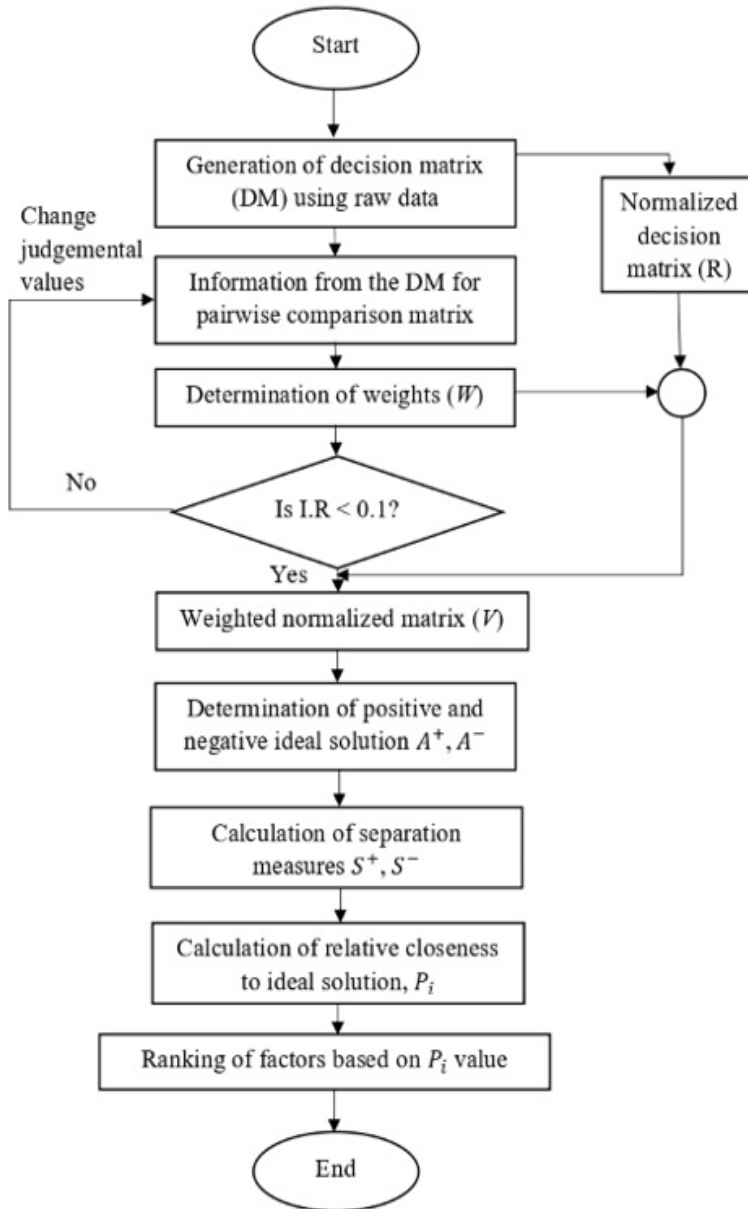 Start
Generation of decision matrix
(DM) using raw data
Normalized
decision
matrix (R)
Change
judgemental
values
Information from the DM for
pairwise comparison matrix
Determination of weights (W)
No
Is I.R < 0.1?
Yes
Weighted normalized matrix (V)
Determination of positive and
negative ideal solution A⁺, A⁻
Calculation of separation
measures S⁺, S⁻
Calculation of relative closeness
to ideal solution, Pᵢ
Ranking of factors based on Pᵢ value
End